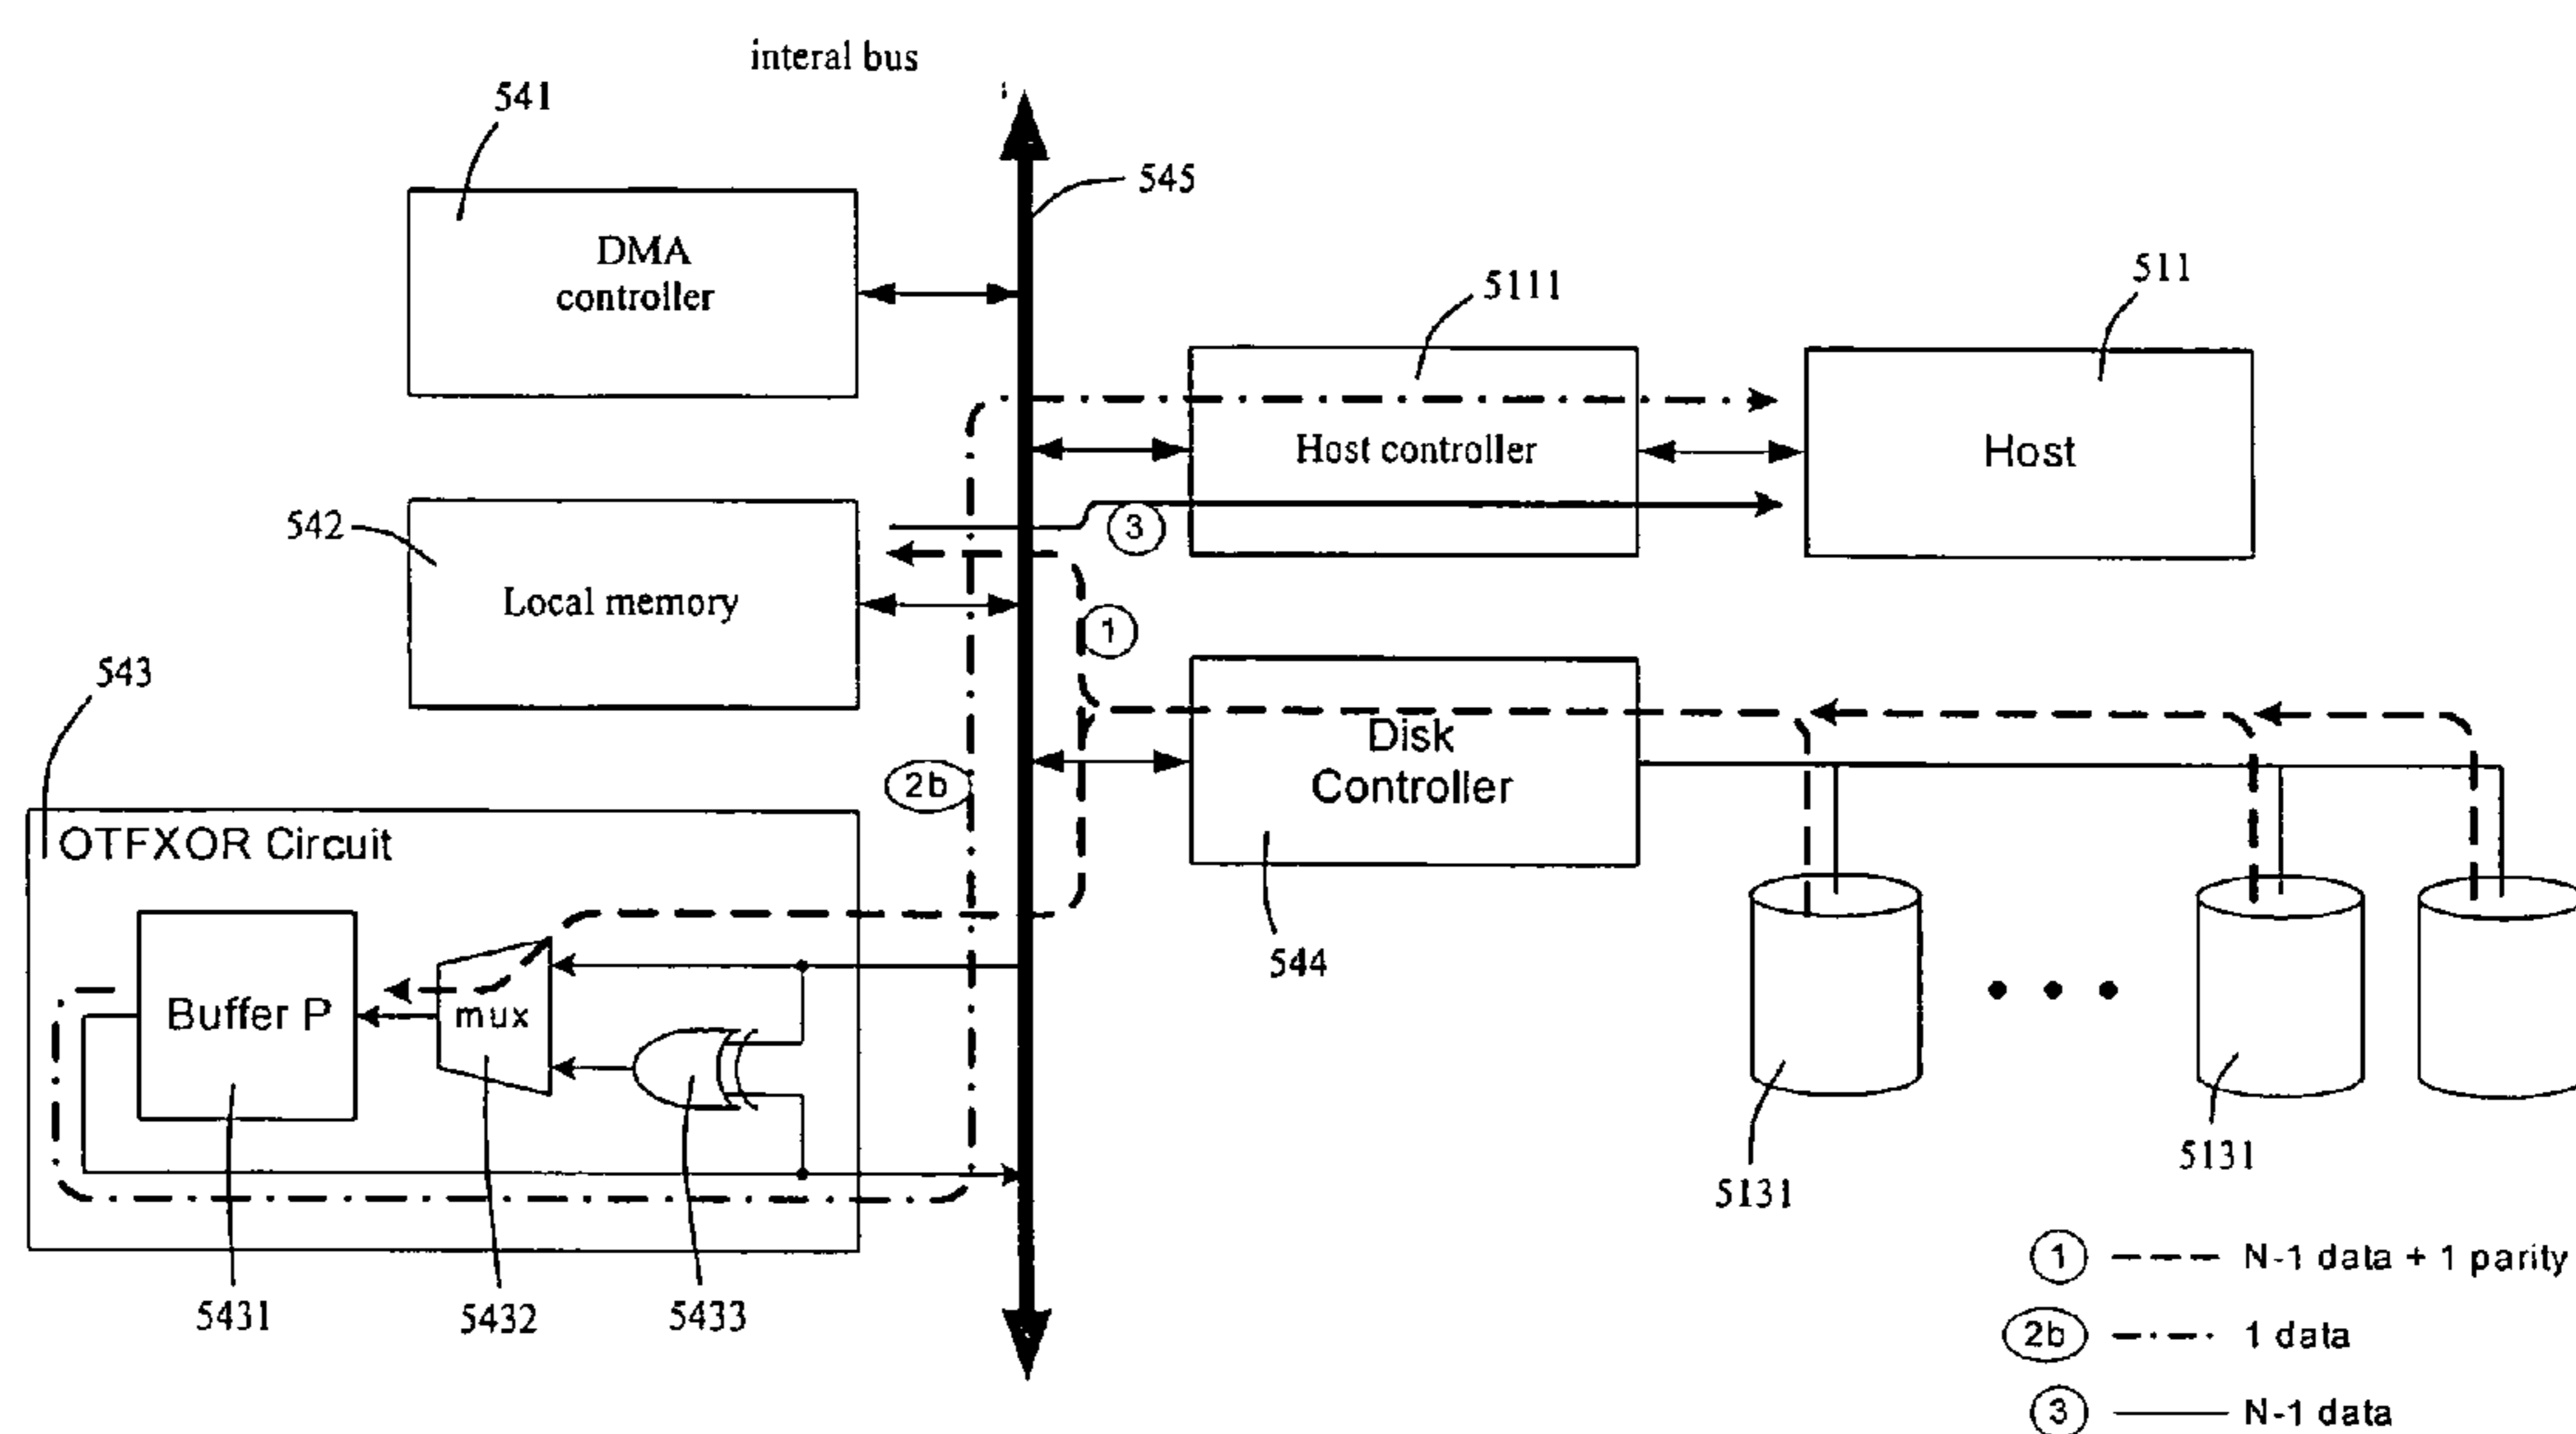 interal bus
541
545
DMA
controller
5111
511
Host controller
Host
542
3
Local memory
1
543
Disk
Controller
2b
OTFXOR Circuit
544
Buffer P
mux
5131
5131
5431
5432
5433
1 N-1 data + 1 parity
2b 1 data
3 N-1 data